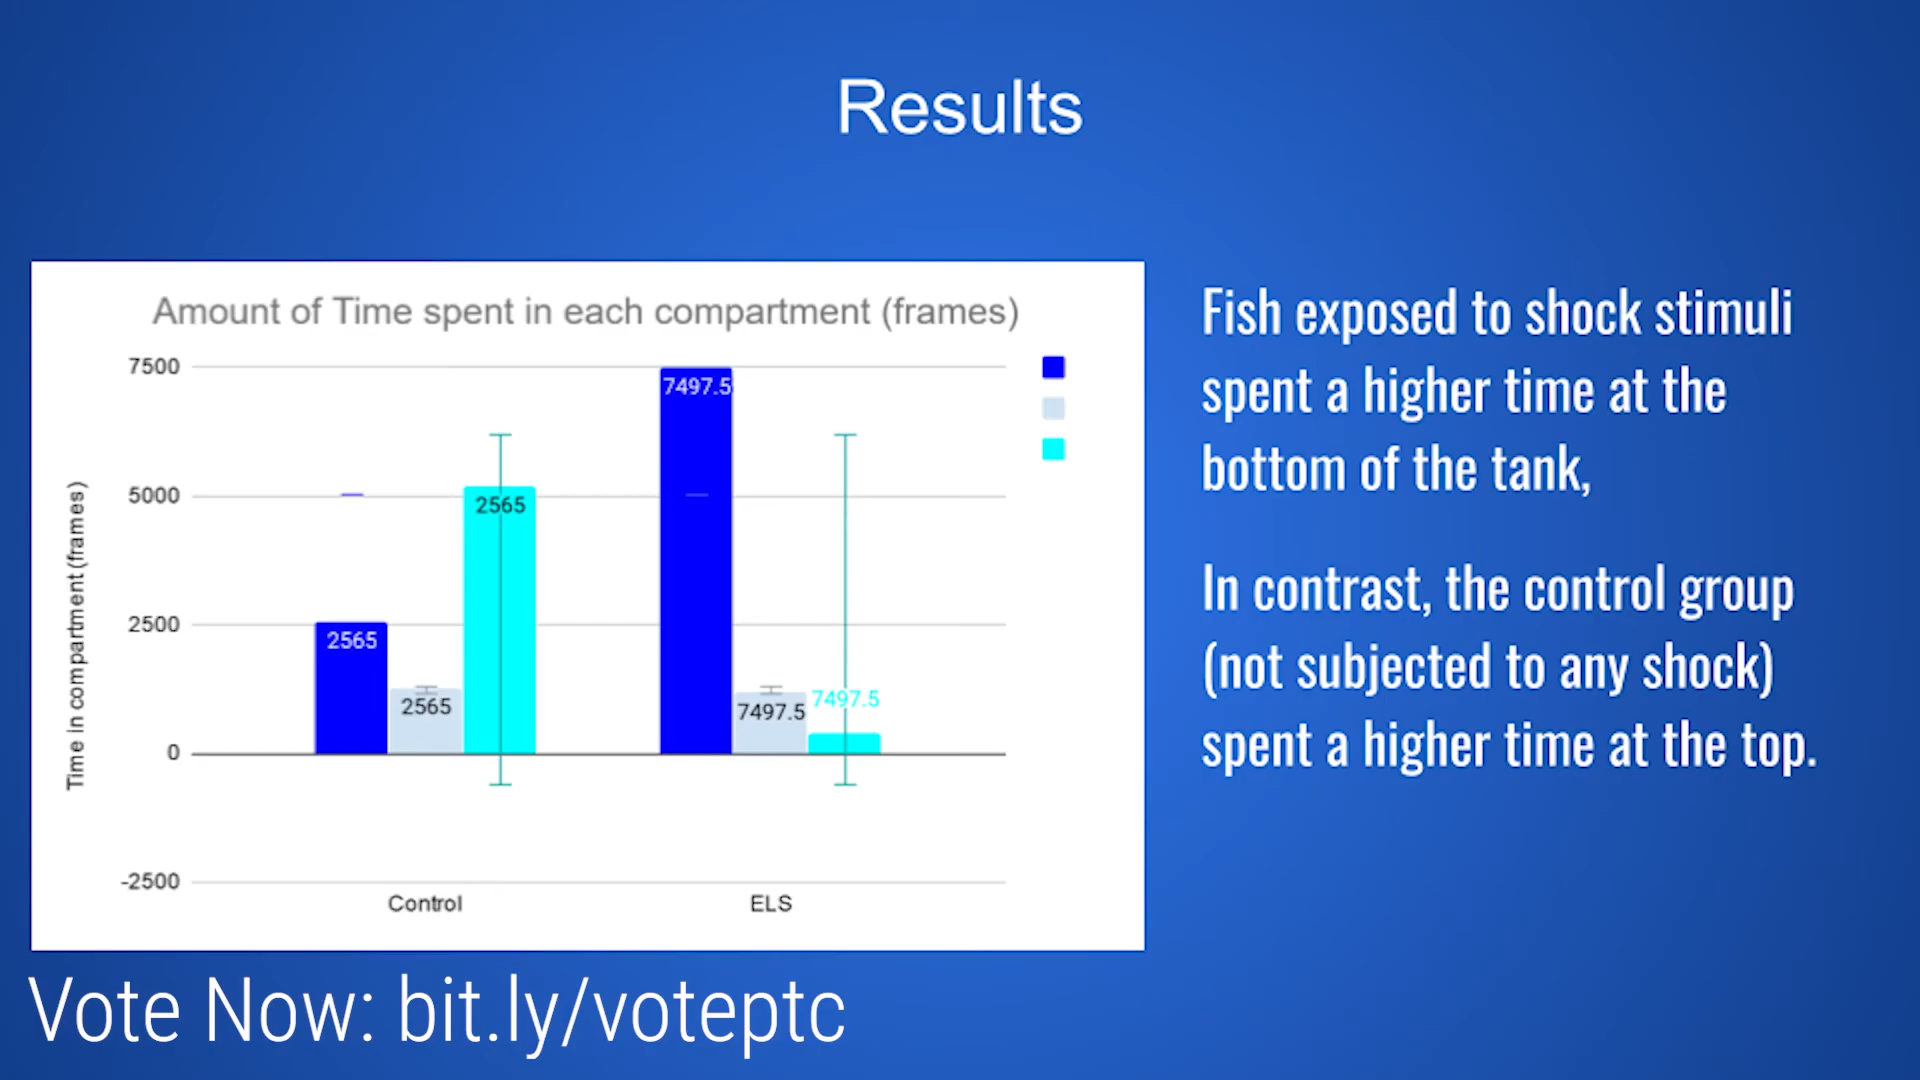 Results
Amount of Time spent in each compartment (frames)
Time in compartment (frames)
7500
5000
2500
0
-2500
2565
2565
2565
7497.5
7497.5
7497.5
Control
ELS
Fish exposed to shock stimuli
spent a higher time at the
bottom of the tank,
In contrast, the control group
(not subjected to any shock)
spent a higher time at the top.
Vote Now: bit.ly/voteptc